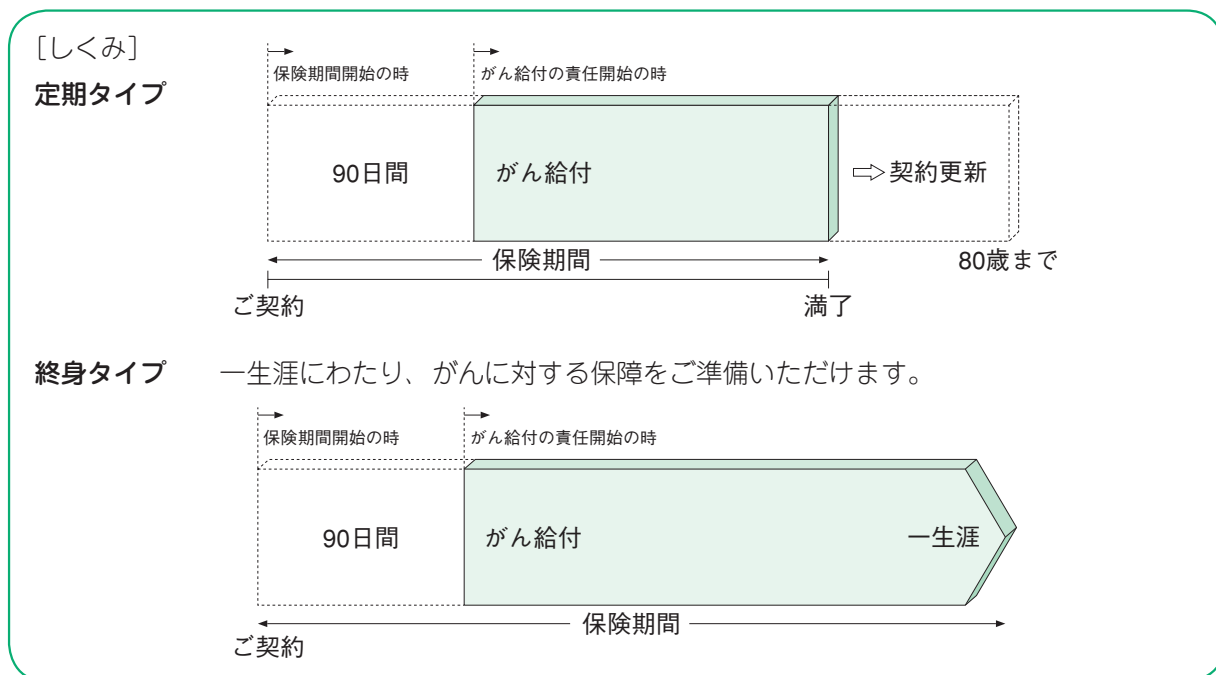 ［しくみ］
定期タイプ
保険期間開始の時 がん給付の責任開始の時
90日間 がん給付 ⇨契約更新
保険期間 80歳まで
ご契約 満了
終身タイプ 一生涯にわたり、がんに対する保障をご準備いただけます。
保険期間開始の時 がん給付の責任開始の時
90日間 がん給付 一生涯
保険期間
ご契約